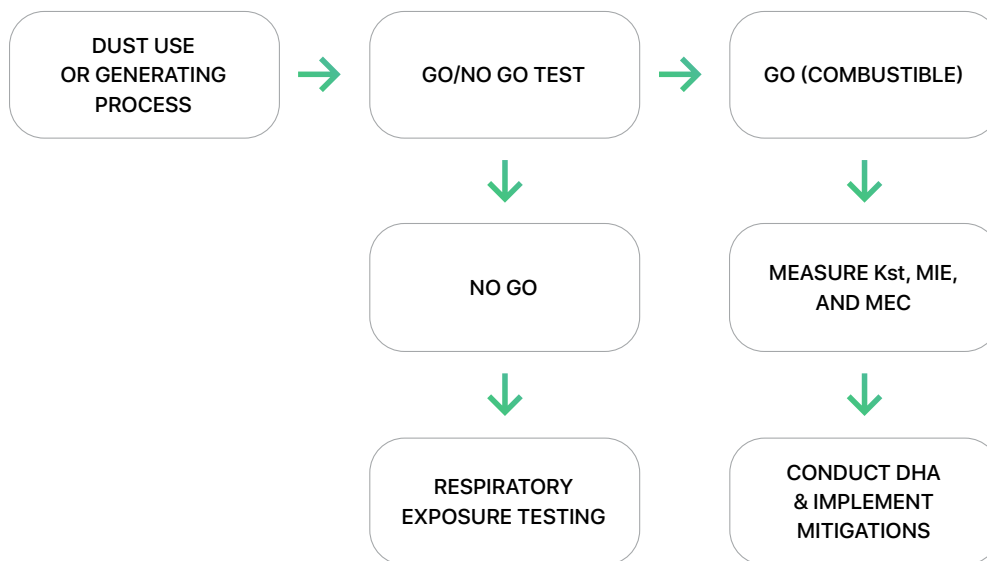 DUST USE
OR GENERATING
PROCESS
GO/NO GO TEST
GO (COMBUSTIBLE)
NO GO
MEASURE Kst, MIE,
AND MEC
RESPIRATORY
EXPOSURE TESTING
CONDUCT DHA
& IMPLEMENT
MITIGATIONS